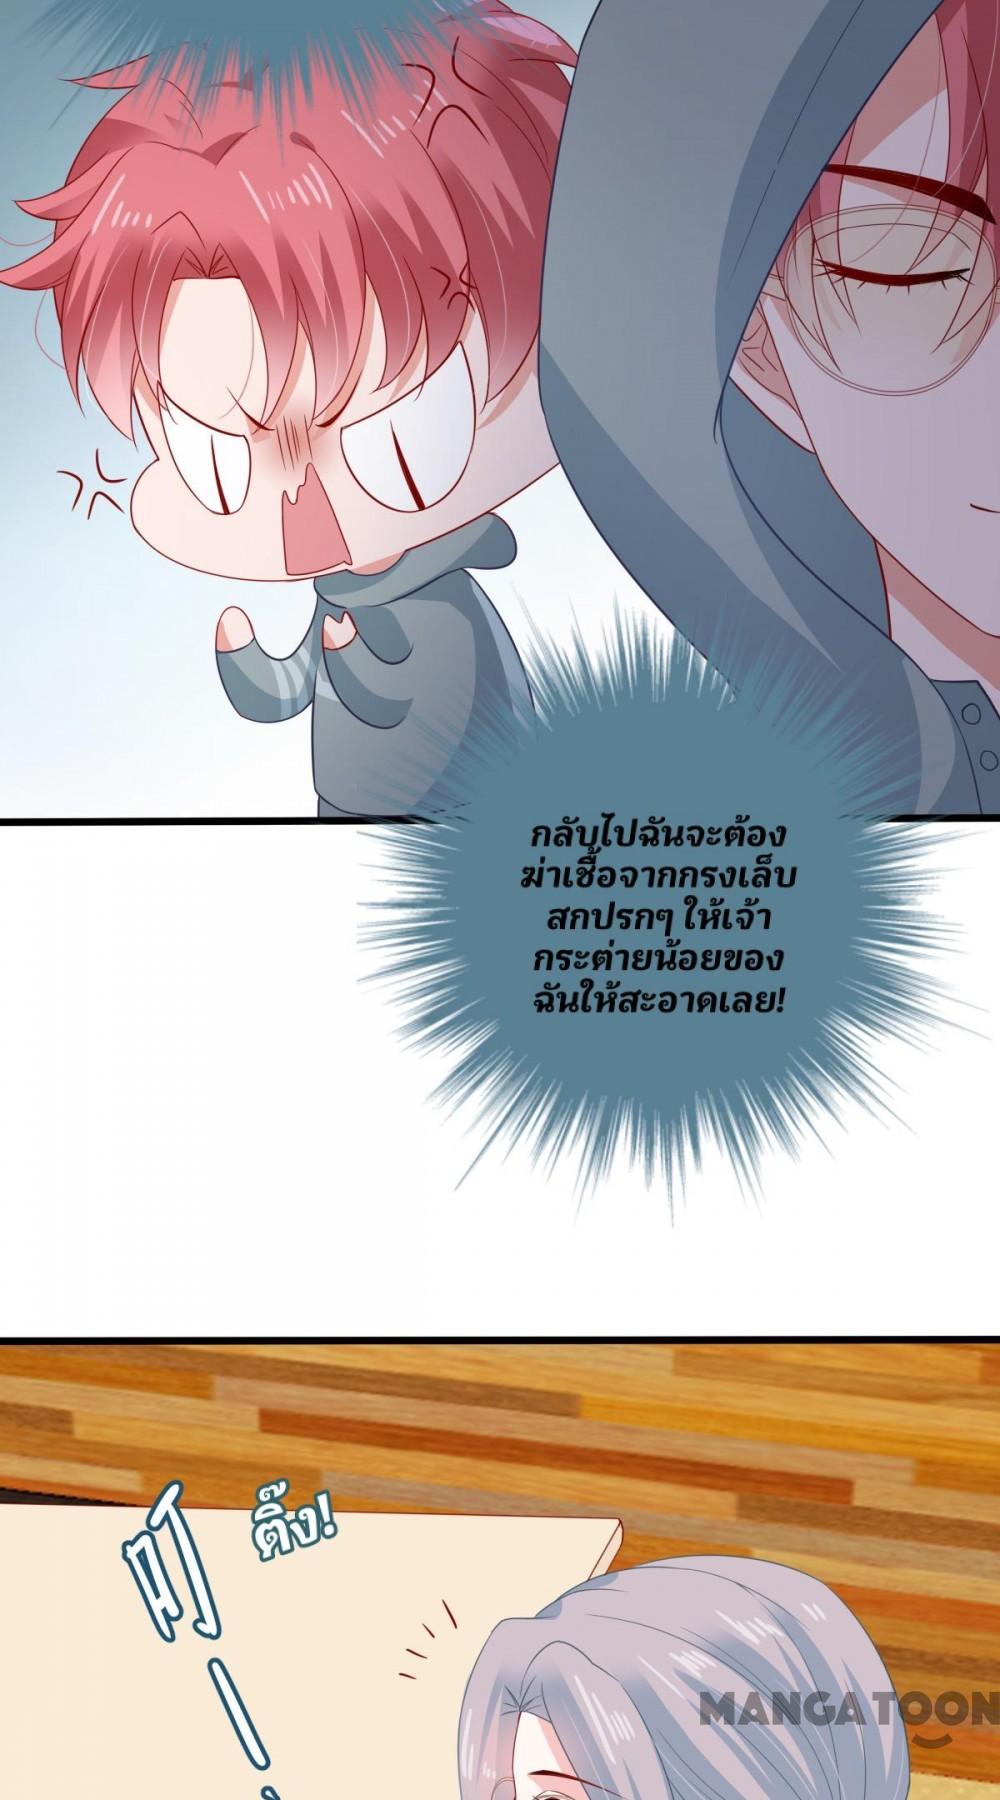 กลับไปฉันจะต้อง
ฆ่าเชื้อจากกรงเล็บ
สกปรกๆ ให้เจ้า
กระต่ายน้อยของ
ฉันให้สะอาดเลย!
叮
ติ๊ง!
MANGATOON